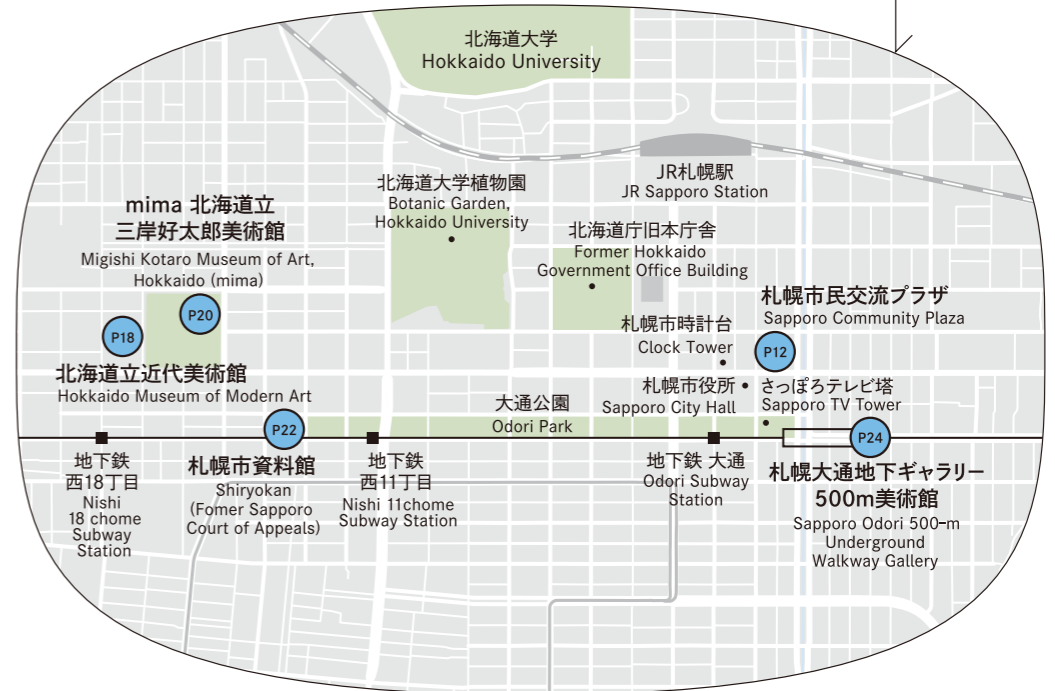 北海道大学
Hokkaido University
JR札幌駅
JR Sapporo Station
北海道大学植物園
Botanic Garden,
Hokkaido University
mima 北海道立
三岸好太郎美術館
Migishi Kotaro Museum of Art,
Hokkaido (mima)
P20
北海道庁旧本庁舎
Former Hokkaido
Government Office Building
札幌市民交流プラザ
Sapporo Community Plaza
P12
P18
北海道立近代美術館
Hokkaido Museum of Modern Art
札幌市時計台
Clock Tower
札幌市役所
Sapporo City Hall
さっぽろテレビ塔
Sapporo TV Tower
大通公園
Odori Park
P22
P24
地下鉄
西18丁目
Nishi
18 chome
Subway
Station
札幌市資料館
Shiryokan
(Fomer Sapporo
Court of Appeals)
地下鉄
西11丁目
Nishi 11chome
Subway Station
地下鉄 大通
Odori Subway
Station
札幌大通地下ギャラリー
500m美術館
Sapporo Odori 500-m
Underground
Walkway Gallery